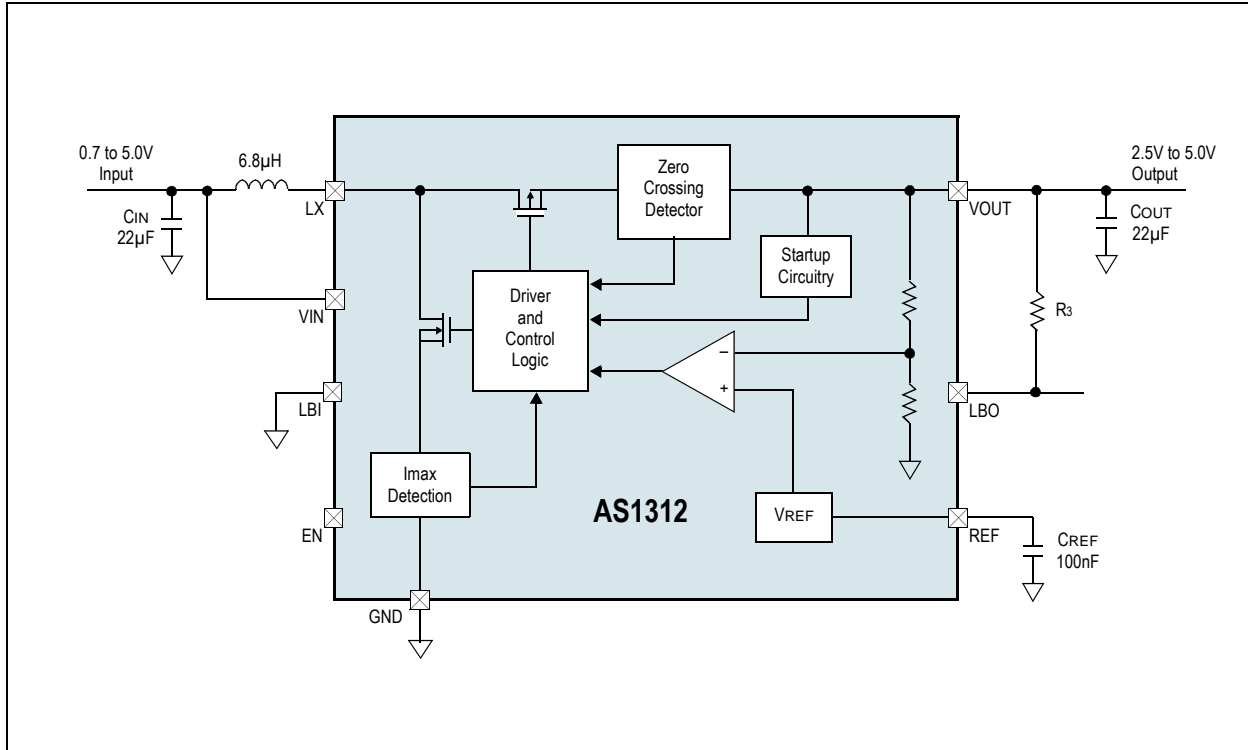 0.7 to 5.0V
Input
6.8µH
CIN
22µF
LX
VIN
LBI
EN
GND
Zero
Crossing
Detector
Startup
Circuitry
Driver
and
Control
Logic
–
+
Imax
Detection
AS1312
VREF
VOUT
LBO
REF
2.5V to 5.0V
Output
COUT
22µF
R3
CREF
100nF